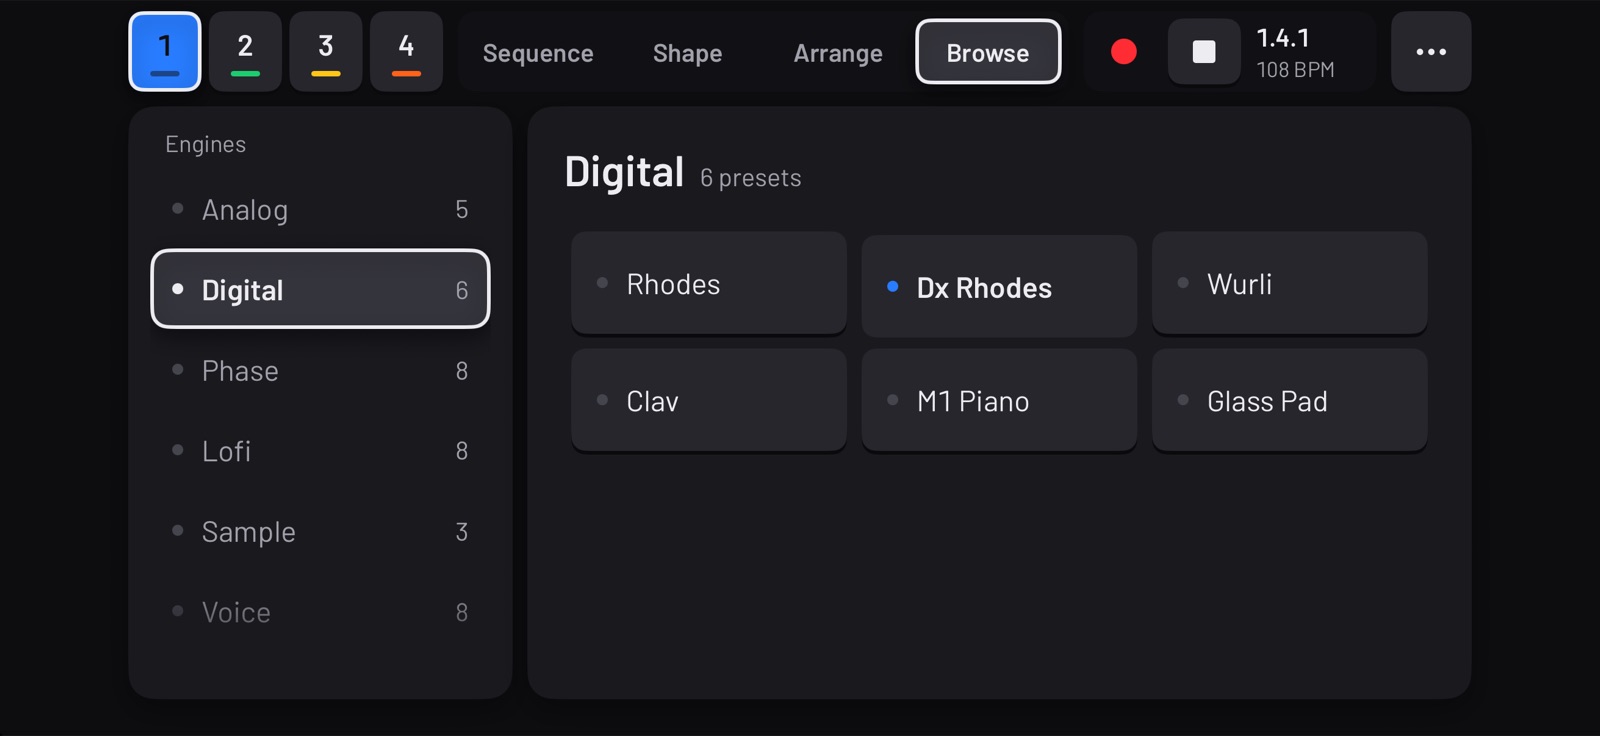 1
2
3
4
Sequence
Shape
Arrange
Browse
1.4.1
108 BPM
Engines
Analog 5
Digital 6
Phase 8
Lofi 8
Sample 3
Voice 8
Digital 6 presets
Rhodes
Dx Rhodes
Wurli
Clav
M1 Piano
Glass Pad